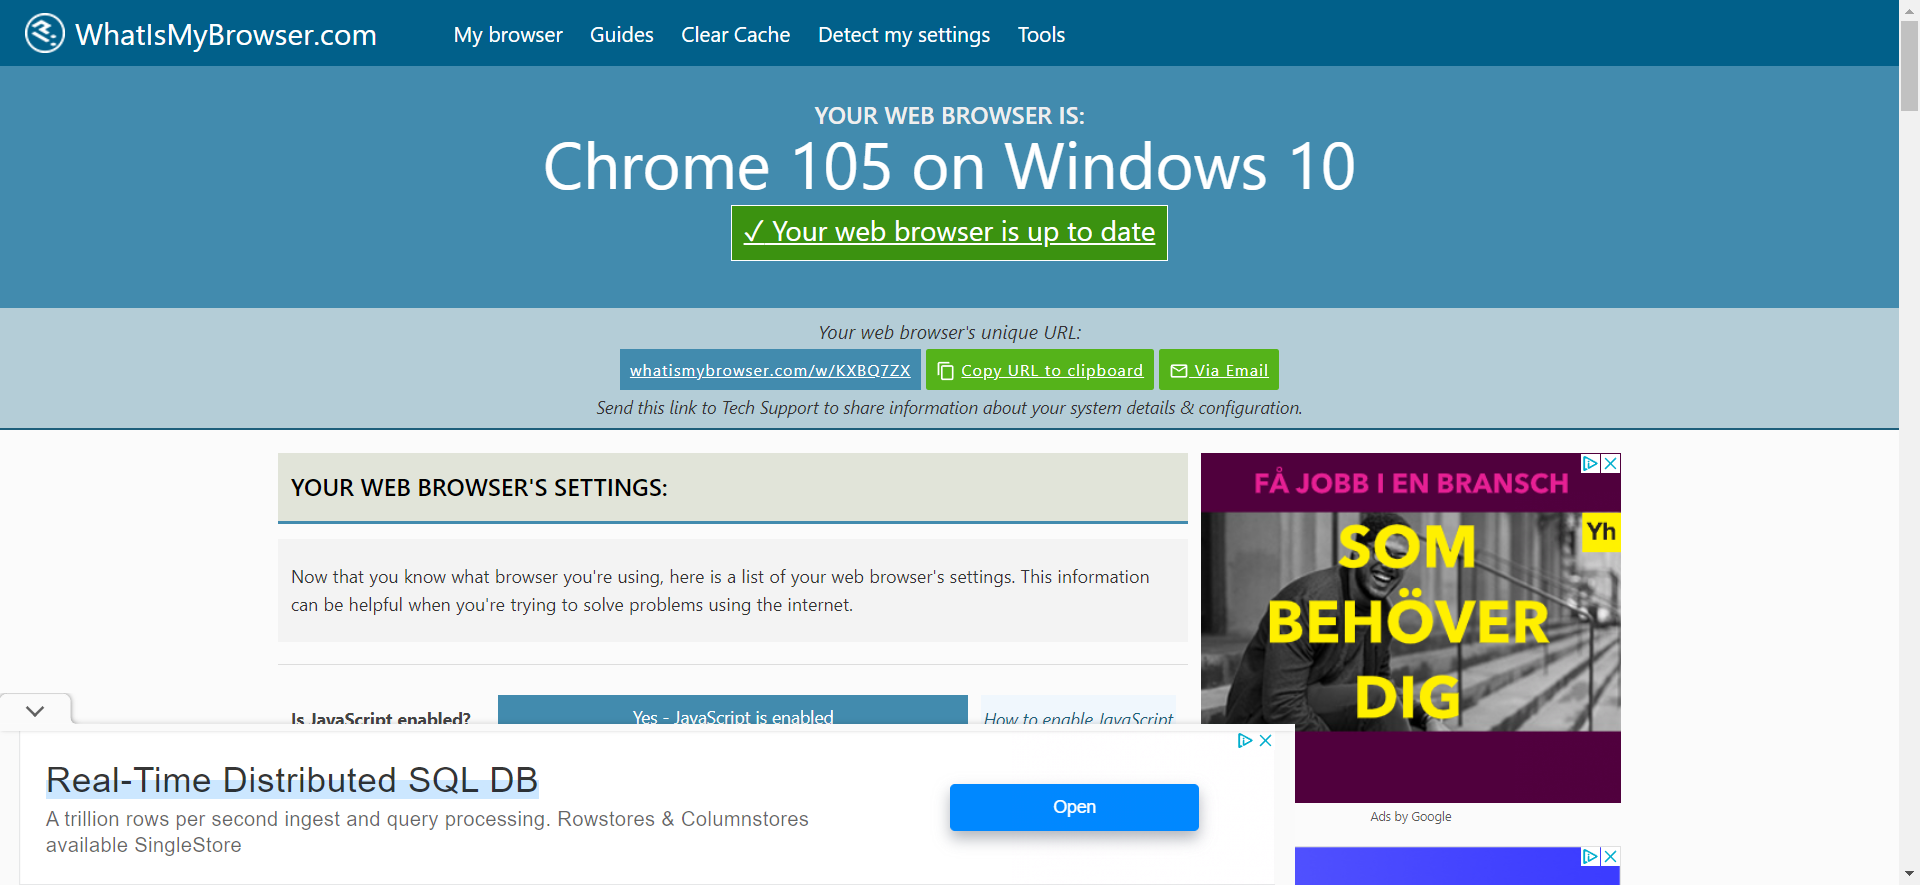 WhatIsMyBrowser.com
My browser Guides Clear Cache Detect my settings Tools
YOUR WEB BROWSER IS:
Chrome 105 on Windows 10
✓ Your web browser is up to date
Your web browser's unique URL:
whatismybrowser.com/w/KXBQ7ZX Copy URL to clipboard Via Email
Send this link to Tech Support to share information about your system details & configuration.
YOUR WEB BROWSER'S SETTINGS:
Now that you know what browser you're using, here is a list of your web browser's settings. This information
can be helpful when you're trying to solve problems using the internet.
Is JavaScript enabled? Yes - JavaScript is enabled How to enable JavaScript
FÅ JOBB I EN BRANSCH
Yh
SOM
BEHÖVER
DIG
Ads by Google
Real-Time Distributed SQL DB
A trillion rows per second ingest and query processing. Rowstores & Columnstores
available SingleStore
Open